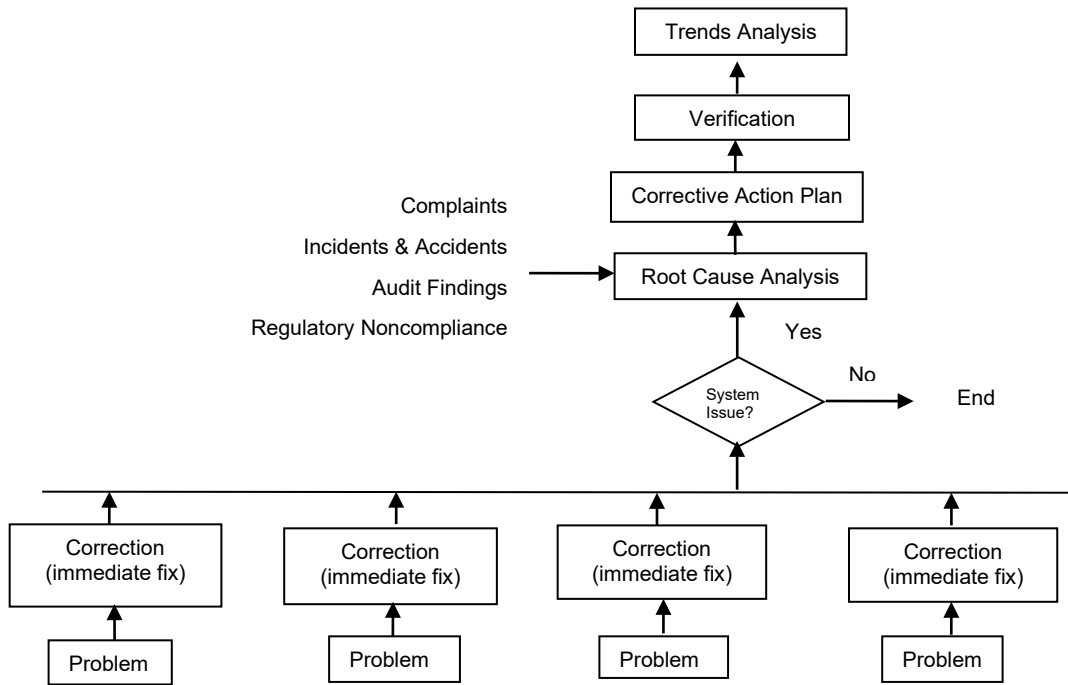 Trends Analysis
Verification
Corrective Action Plan
Complaints
Incidents & Accidents
Root Cause Analysis
Audit Findings
Regulatory Noncompliance
Yes
No
System
Issue?
End
Correction
(immediate fix)
Correction
(immediate fix)
Correction
(immediate fix)
Correction
(immediate fix)
Problem
Problem
Problem
Problem